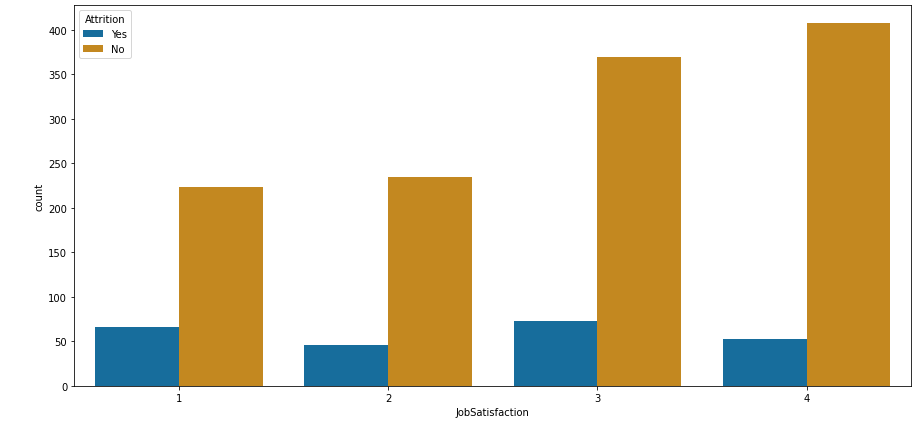 Attrition
Yes
No
400
350
300
250
200
150
100
50
0
count
1 2 3 4
JobSatisfaction